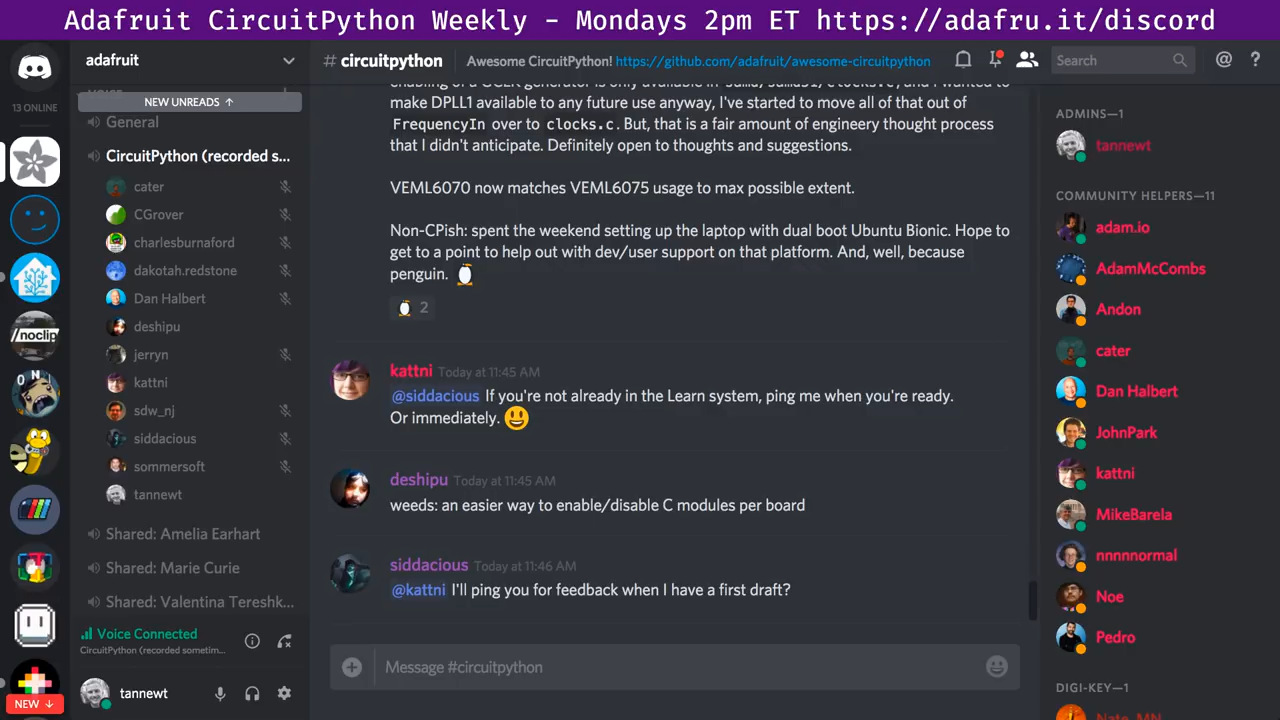 Adafruit CircuitPython Weekly - Mondays 2pm ET https://adafru.it/discord
13 ONLINE
/noclip
NEW ↓
adafruit
NEW UNREADS ↑
General
CircuitPython (recorded s...
cater
CGrover
charlesburnaford
dakotah.redstone
Dan Halbert
deshipu
jerryn
kattni
sdw_nj
siddacious
sommersoft
tannewt
Shared: Amelia Earhart
Shared: Marie Curie
Shared: Valentina Tereshk...
Voice Connected
CircuitPython (recorded sometim...
tannewt
# circuitpython
Awesome CircuitPython! https://github.com/adafruit/awesome-circuitpython
Search
make DPLL1 available to any future use anyway, I've started to move all of that out of
FrequencyIn over to clocks.c. But, that is a fair amount of engineery thought process
that I didn't anticipate. Definitely open to thoughts and suggestions.
VEML6070 now matches VEML6075 usage to max possible extent.
Non-CPish: spent the weekend setting up the laptop with dual boot Ubuntu Bionic. Hope to
get to a point to help out with dev/user support on that platform. And, well, because
penguin. 🐧
🐧 2
kattni Today at 11:45 AM
@siddacious If you're not already in the Learn system, ping me when you're ready.
Or immediately. 😃
deshipu Today at 11:45 AM
weeds: an easier way to enable/disable C modules per board
siddacious Today at 11:46 AM
@kattni I'll ping you for feedback when I have a first draft?
Message #circuitpython
ADMINS—1
tannewt
COMMUNITY HELPERS—11
adam.io
AdamMcCombs
Andon
cater
Dan Halbert
JohnPark
kattni
MikeBarela
nnnnnormal
Noe
Pedro
DIGI-KEY—1